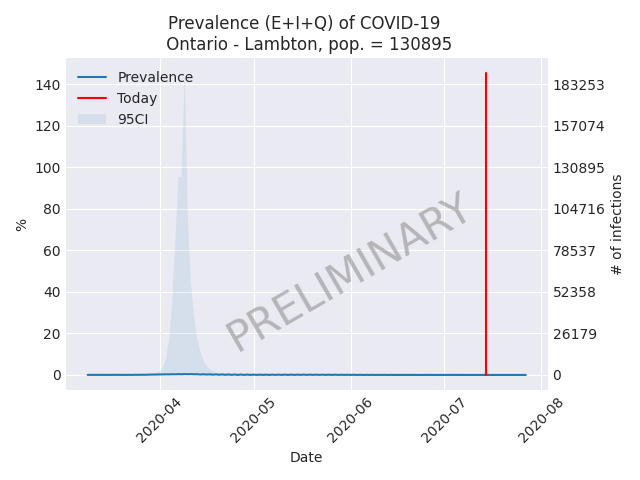 Prevalence (E+I+Q) of COVID-19
Ontario - Lambton, pop. = 130895
Prevalence
Today
95CI
140
120
100
80
60
40
20
0
%
183253
157074
130895
104716
78537
52358
26179
0
# of infections
PRELIMINARY
2020-04
2020-05
2020-06
2020-07
2020-08
Date